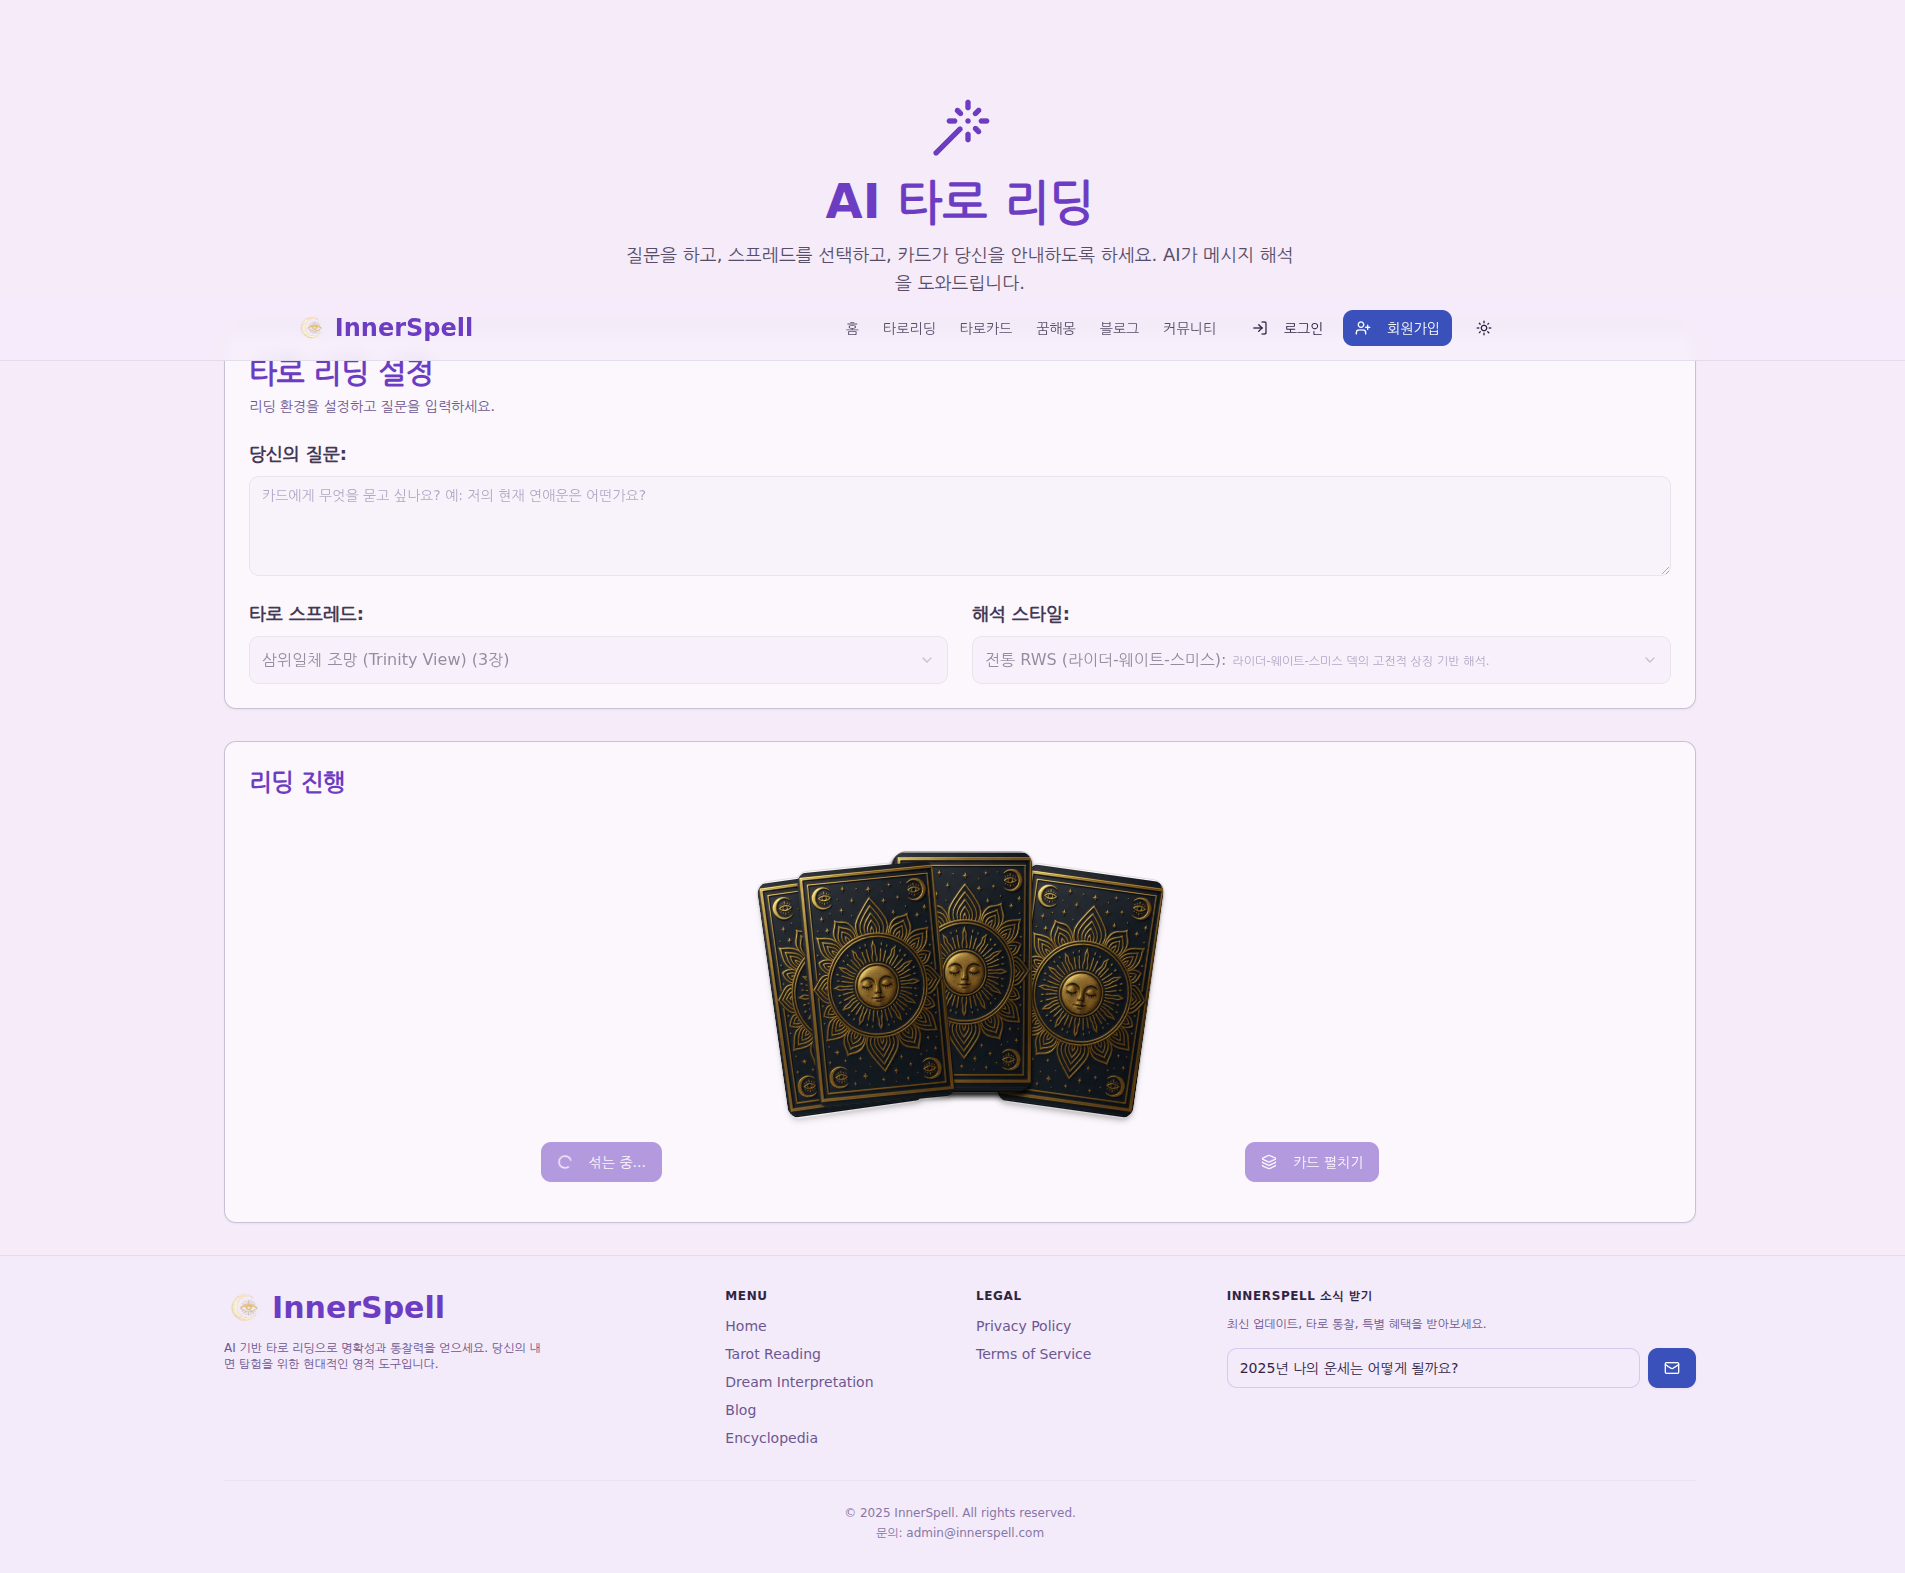 AI 타로 리딩
질문을 하고, 스프레드를 선택하고, 카드가 당신을 안내하도록 하세요. AI가 메시지 해석
을 도와드립니다.
InnerSpell
홈
타로리딩
타로카드
꿈해몽
블로그
커뮤니티
로그인
회원가입
타로 리딩 설정
리딩 환경을 설정하고 질문을 입력하세요.
당신의 질문:
카드에게 무엇을 묻고 싶나요? 예: 저의 현재 연애운은 어떤가요?
타로 스프레드:
삼위일체 조망 (Trinity View) (3장)
해석 스타일:
전통 RWS (라이더-웨이트-스미스): 라이더-웨이트-스미스 덱의 고전적 상징 기반 해석.
리딩 진행
섞는 중...
카드 펼치기
InnerSpell
AI 기반 타로 리딩으로 명확성과 통찰력을 얻으세요. 당신의 내
면 탐험을 위한 현대적인 영적 도구입니다.
MENU
Home
Tarot Reading
Dream Interpretation
Blog
Encyclopedia
LEGAL
Privacy Policy
Terms of Service
INNERSPELL 소식 받기
최신 업데이트, 타로 통찰, 특별 혜택을 받아보세요.
2025년 나의 운세는 어떻게 될까요?
© 2025 InnerSpell. All rights reserved.
문의: admin@innerspell.com